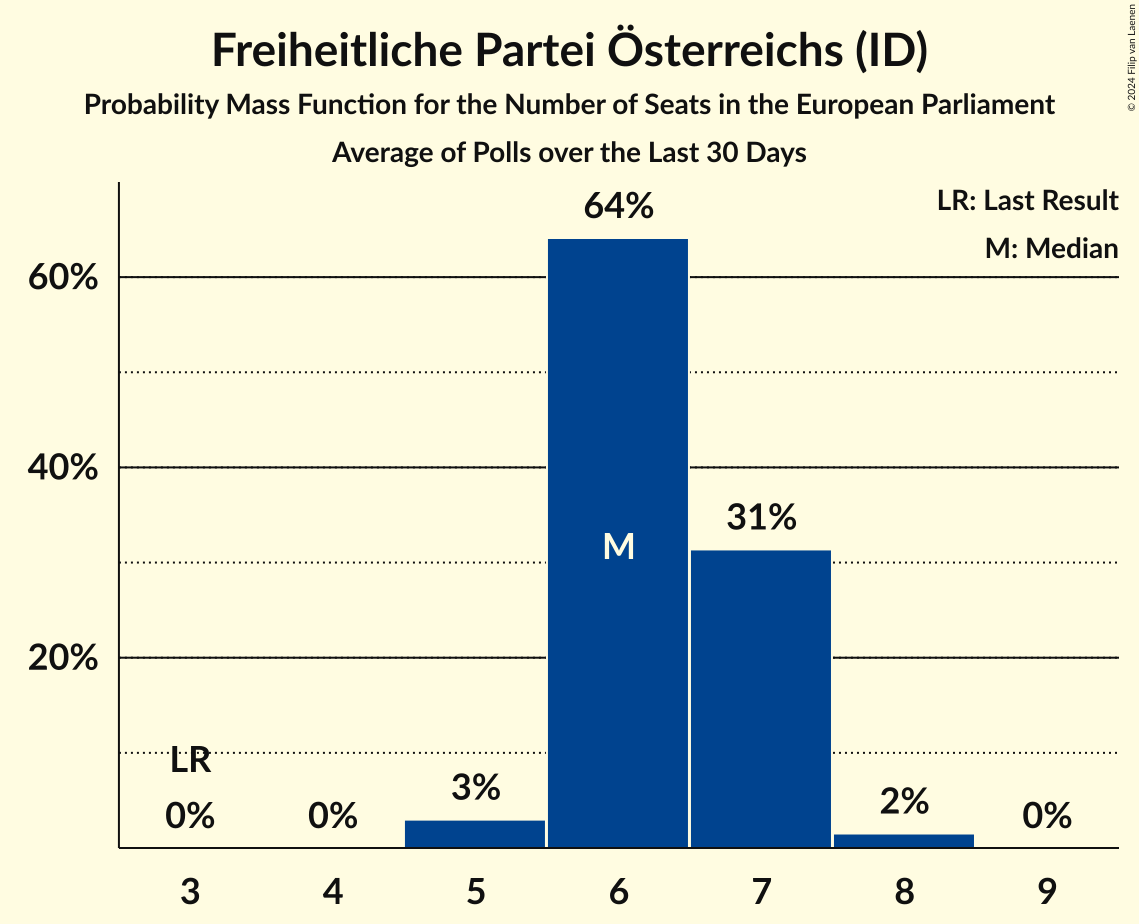 Freiheitliche Partei Österreichs (ID)
Probability Mass Function for the Number of Seats in the European Parliament
Average of Polls over the Last 30 Days
© 2024 Filip van Laenen
LR: Last Result
M: Median
64%
60%
40%
31%
M
20%
LR
0%
0%
3%
2%
0%
3 4 5 6 7 8 9